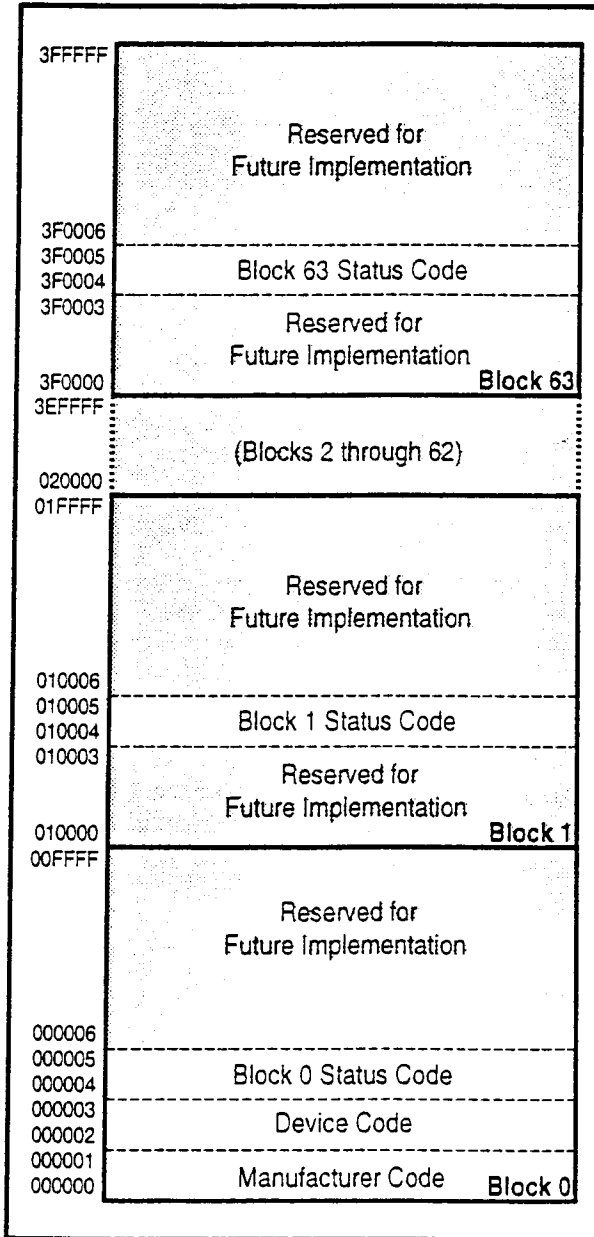 3FFFFF
Reserved for
Future Implementation
3F0006
3F0005
Block 63 Status Code
3F0004
3F0003
Reserved for
Future Implementation
3F0000
Block 63
3EFFFF
(Blocks 2 through 62)
020000
01FFFF
Reserved for
Future Implementation
010006
010005
Block 1 Status Code
010004
010003
Reserved for
Future Implementation
010000
Block 1
00FFFF
Reserved for
Future Implementation
000006
000005
Block 0 Status Code
000004
000003
Device Code
000002
000001
Manufacturer Code
000000
Block 0